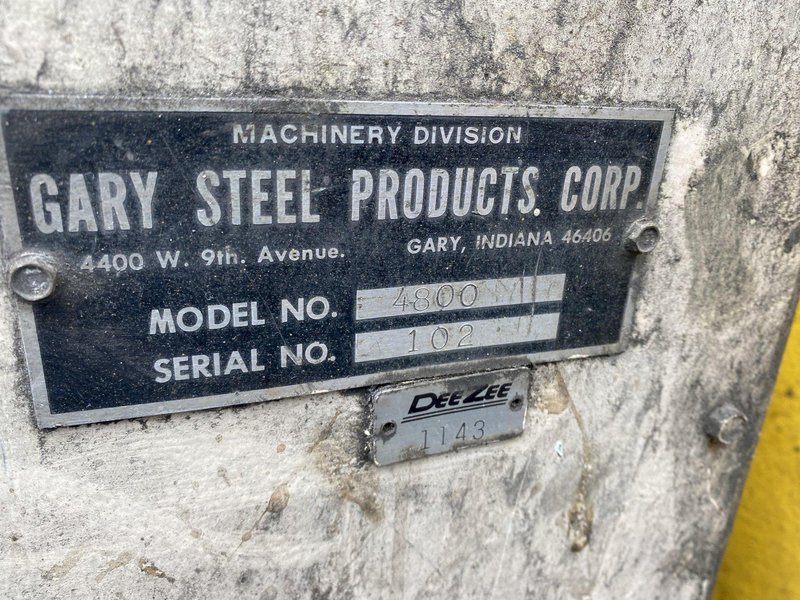 MACHINERY DIVISION
GARY STEEL PRODUCTS. CORP.
4400 W. 9th. Avenue. GARY, INDIANA 46406
MODEL NO. 4800
SERIAL NO. 102
DEE ZEE
1143